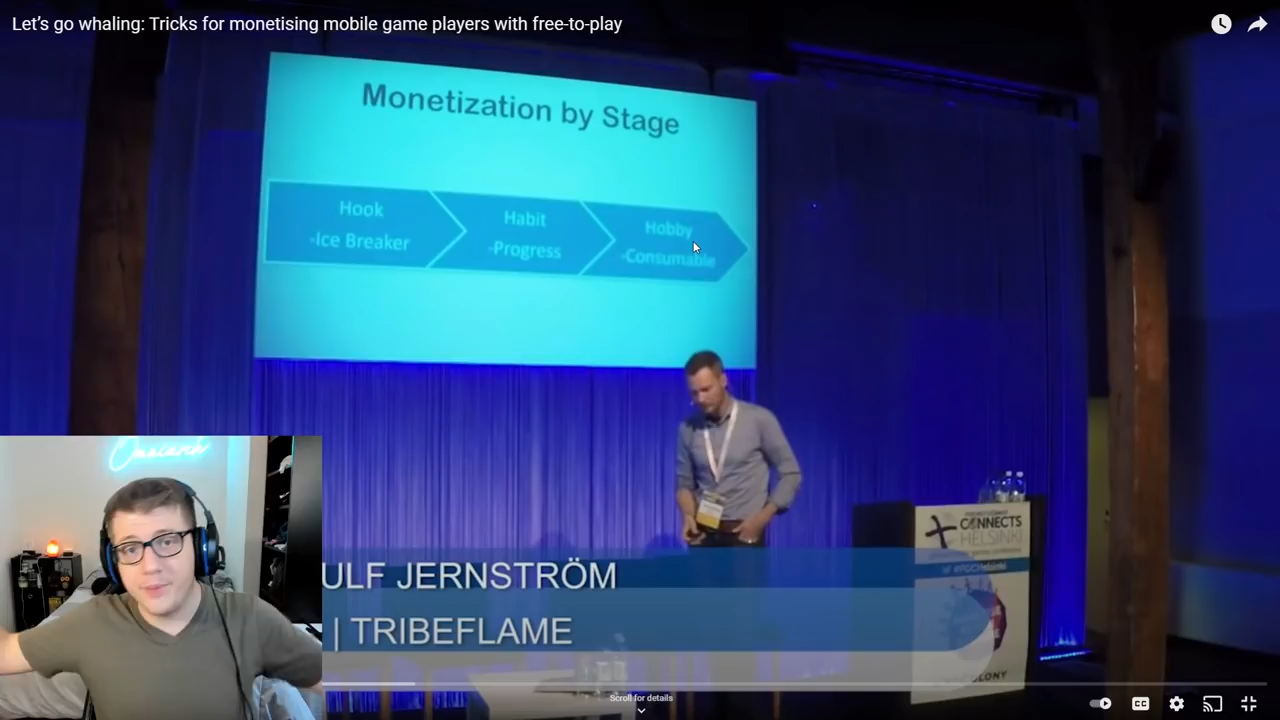 Let’s go whaling: Tricks for monetising mobile game players with free-to-play
Monetization by Stage
Hook
-Ice Breaker
Habit
-Progress
Hobby
-Consumable
ULF JERNSTRÖM
| TRIBEFLAME
CONNECTS
HELSINKI
Scroll for details
CC